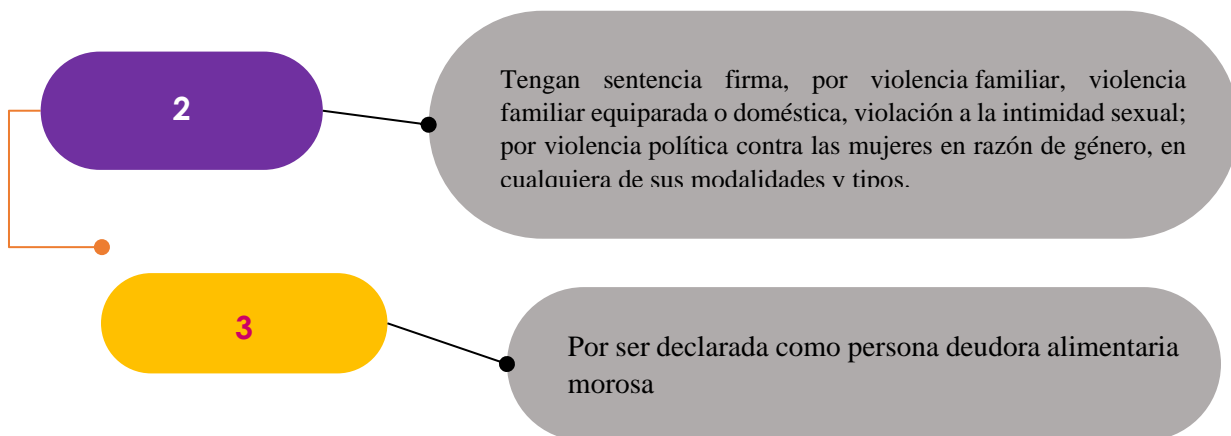 2
Tengan sentencia firma, por violencia familiar, violencia
familiar equiparada o doméstica, violación a la intimidad sexual;
por violencia política contra las mujeres en razón de género, en
cualquiera de sus modalidades y tipos.
3
Por ser declarada como persona deudora alimentaria
morosa